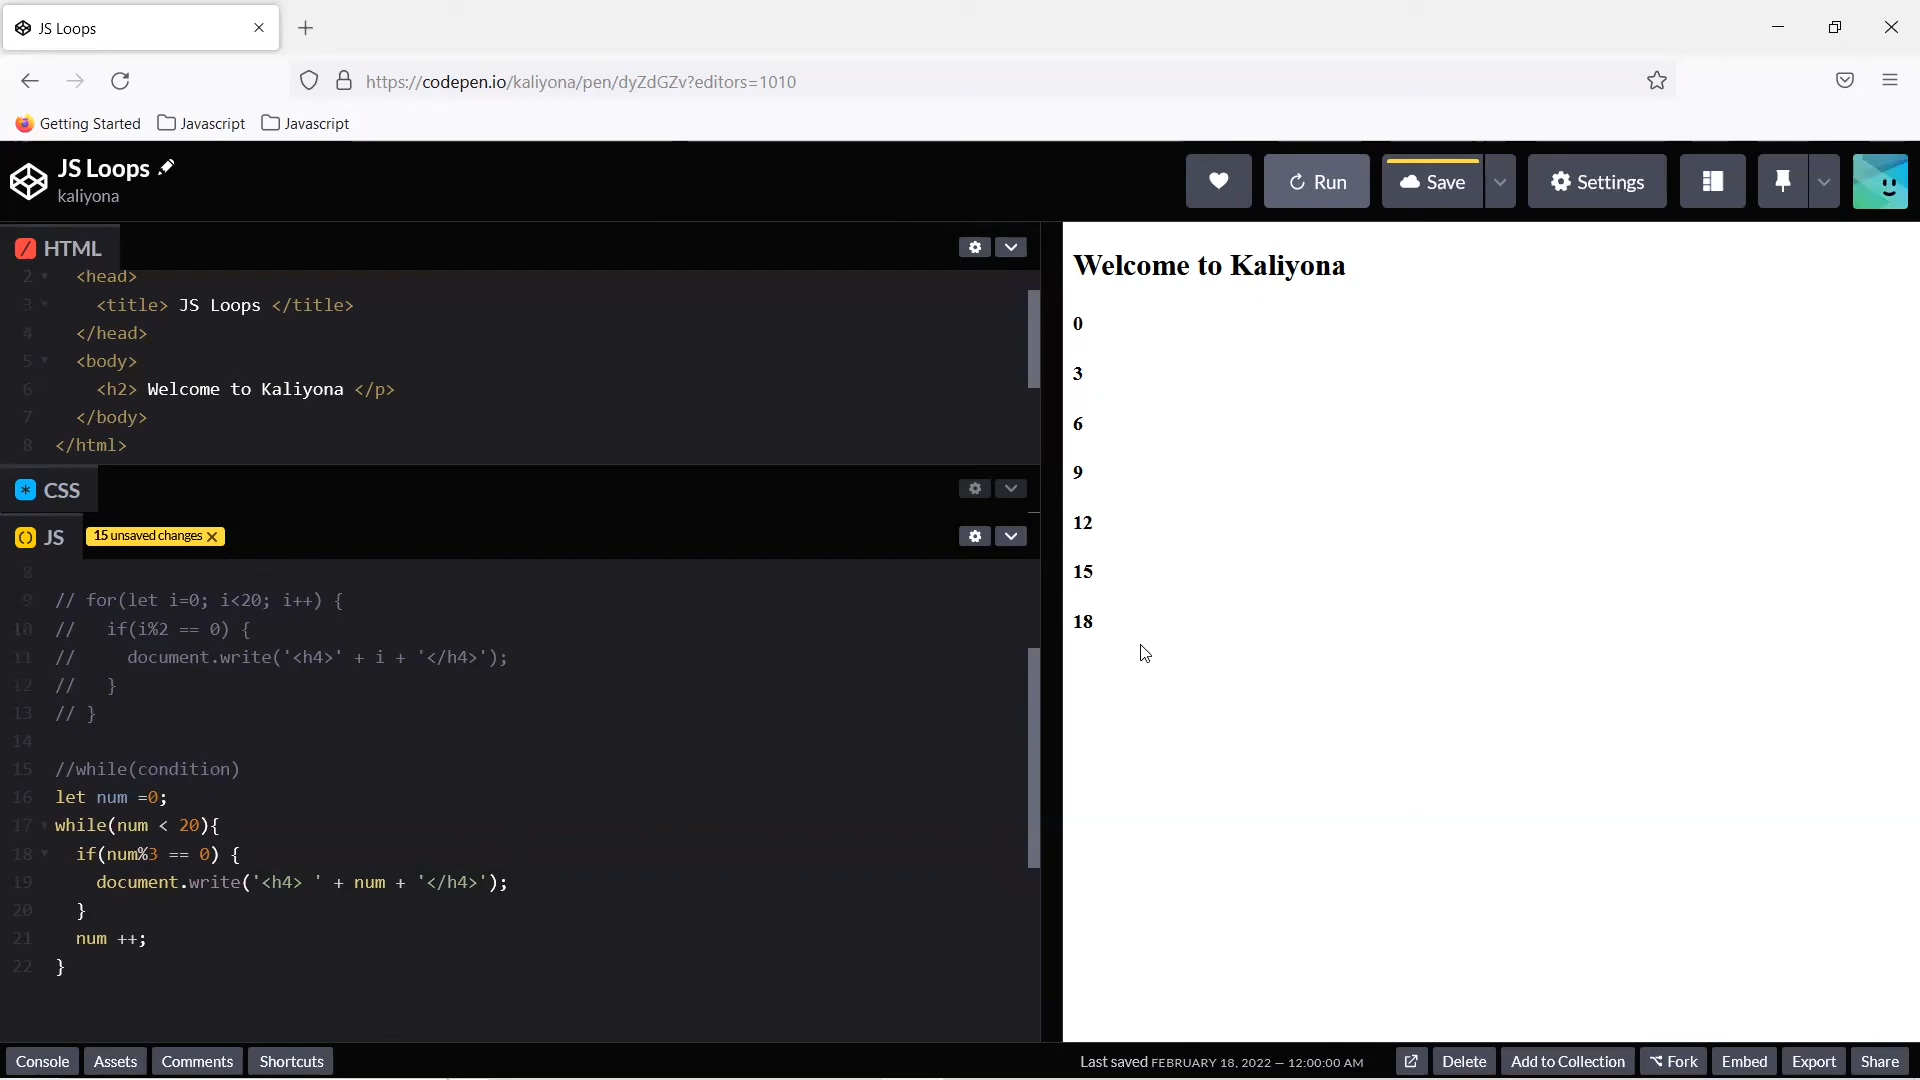 JS Loops
https://codepen.io/kaliyona/pen/dyZdGZv?editors=1010
Getting Started Javascript Javascript
JS Loops
kaliyona
Run Save Settings
HTML
2 <head>
3 <title> JS Loops </title>
4 </head>
5 <body>
6 <h2> Welcome to Kaliyona </p>
7 </body>
8 </html>
CSS
JS 15 unsaved changes
8
9 // for(let i=0; i<20; i++) {
10 //   if(i%2 == 0) {
11 //     document.write('<h4>' + i + '</h4>');
12 //   }
13 // }
14
15 //while(condition)
16 let num =0;
17 while(num < 20){
18   if(num%3 == 0) {
19     document.write('<h4> ' + num + '</h4>');
20   }
21   num ++;
22 }
Welcome to Kaliyona
0
3
6
9
12
15
18
Console Assets Comments Shortcuts
Last saved FEBRUARY 18, 2022 — 12:00:00 AM
Delete Add to Collection Fork Embed Export Share